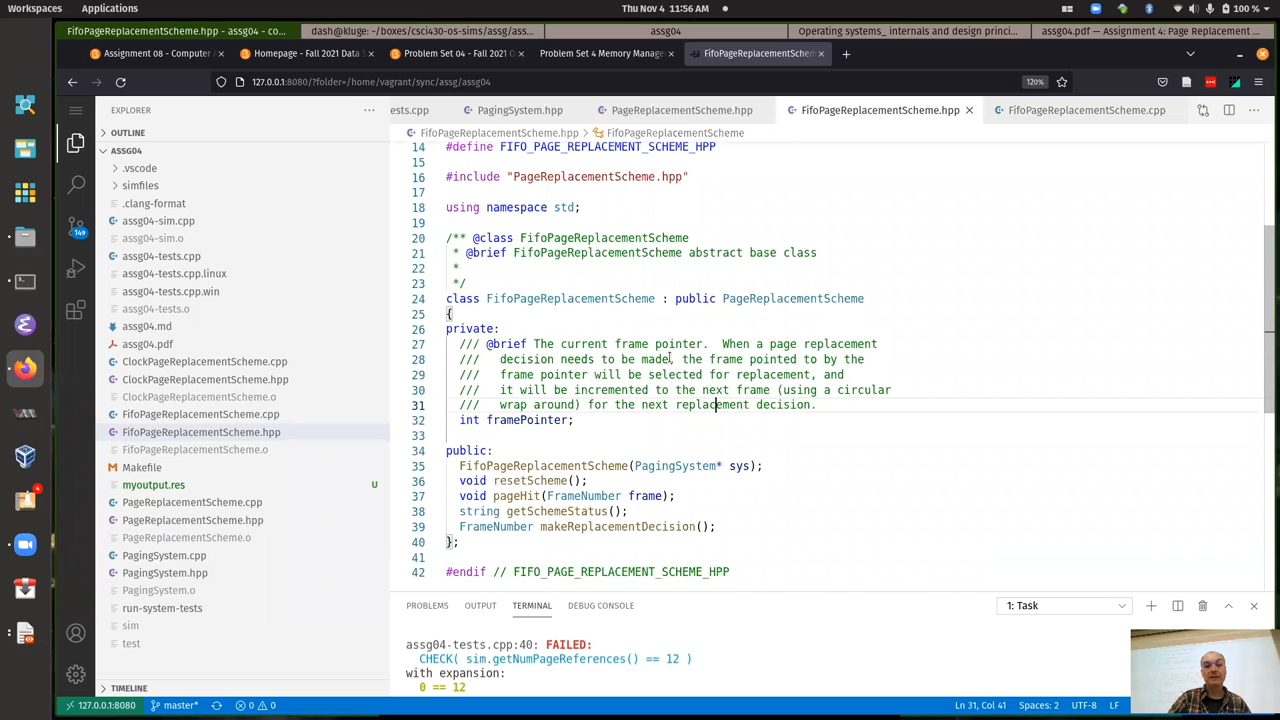 Workspaces
Applications
Thu Nov 4 11:56 AM
100 %
FifoPageReplacementScheme.hpp - assg04 - co...
dash@kluge: ~/boxes/csci430-os-sims/assg/assg...
assg04
Operating systems_ internals and design princi...
assg04.pdf — Assignment 4: Page Replacement ...
Assignment 08 - Computer A
Homepage - Fall 2021 Data S
Problem Set 04 - Fall 2021 O
Problem Set 4 Memory Manage
FifoPageReplacementScheme.h
127.0.0.1:8080/?folder=/home/vagrant/sync/assg/assg04
120%
EXPLORER
OUTLINE
ASSG04
.vscode
simfiles
.clang-format
assg04-sim.cpp
assg04-sim.o
assg04-tests.cpp
assg04-tests.cpp.linux
assg04-tests.cpp.win
assg04-tests.o
assg04.md
assg04.pdf
ClockPageReplacementScheme.cpp
ClockPageReplacementScheme.hpp
ClockPageReplacementScheme.o
FifoPageReplacementScheme.cpp
FifoPageReplacementScheme.hpp
FifoPageReplacementScheme.o
Makefile
myoutput.res U
PageReplacementScheme.cpp
PageReplacementScheme.hpp
PageReplacementScheme.o
PagingSystem.cpp
PagingSystem.hpp
PagingSystem.o
run-system-tests
sim
test
TIMELINE
149
4
ests.cpp
PagingSystem.hpp
PageReplacementScheme.hpp
FifoPageReplacementScheme.hpp
FifoPageReplacementScheme.cpp
FifoPageReplacementScheme.hpp > FifoPageReplacementScheme
14 #define FIFO_PAGE_REPLACEMENT_SCHEME_HPP
15
16 #include "PageReplacementScheme.hpp"
17
18 using namespace std;
19
20 /** @class FifoPageReplacementScheme
21 * @brief FifoPageReplacementScheme abstract base class
22 *
23 */
24 class FifoPageReplacementScheme : public PageReplacementScheme
25 {
26 private:
27 /// @brief The current frame pointer. When a page replacement
28 /// decision needs to be made, the frame pointed to by the
29 /// frame pointer will be selected for replacement, and
30 /// it will be incremented to the next frame (using a circular
31 /// wrap around) for the next replacement decision.
32 int framePointer;
33
34 public:
35 FifoPageReplacementScheme(PagingSystem* sys);
36 void resetScheme();
37 void pageHit(FrameNumber frame);
38 string getSchemeStatus();
39 FrameNumber makeReplacementDecision();
40 };
41
42 #endif // FIFO_PAGE_REPLACEMENT_SCHEME_HPP
PROBLEMS OUTPUT TERMINAL DEBUG CONSOLE
1: Task
assg04-tests.cpp:40: FAILED:
CHECK( sim.getNumPageReferences() == 12 )
with expansion:
0 == 12
127.0.0.1:8080
master*
0 0
Ln 31, Col 41
Spaces: 2
UTF-8
LF